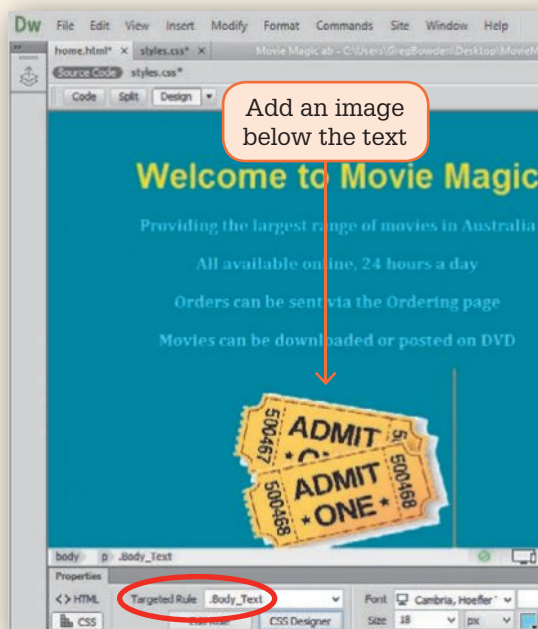 Dw File Edit View Insert Modify Format Commands Site Window Help
home.html* × styles.css* ×
Source Code styles.css*
Code Split Design
Add an image
below the text
Welcome to Movie Magic
Providing the largest range of movies in Australia
All available online, 24 hours a day
Orders can be sent via the Ordering page
Movies can be downloaded or posted on DVD
ADMIT
500467
ADMIT
ONE
500468
500468
body p .Body_Text
Properties
<> HTML Targeted Rule .Body_Text Font Cambria, Hoefler
CSS Edit Rule CSS Designer Size 18 px